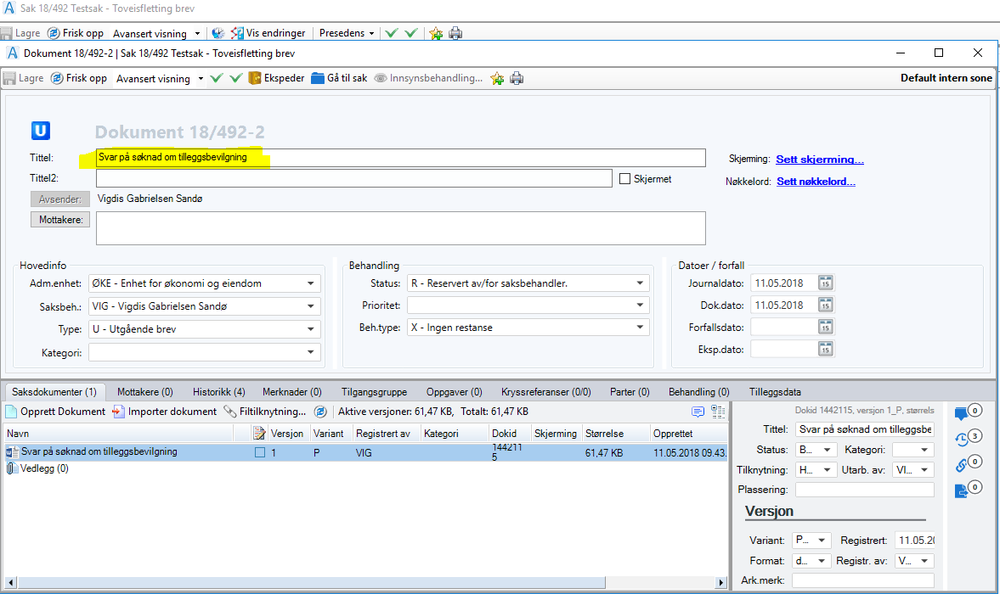 Sak 18/492 Testsak - Toveisfletting brev
Lagre Frisk opp Avansert visning Vis endringer Presedens
Dokument 18/492-2 | Sak 18/492 Testsak - Toveisfletting brev
Lagre Frisk opp Avansert visning Ekspeder Gå til sak Innsynsbehandling... Default intern sone
Dokument 18/492-2
Tittel: Svar på søknad om tilleggsbevilgning Skjerming: Sett skjerming...
Tittel2: Skjermet Nøkkelord: Sett nøkkelord...
Avsender: Vigdis Gabrielsen Sandø
Mottakere:
Hovedinfo Behandling Datoer / forfall
Adm.enhet: ØKE - Enhet for økonomi og eiendom Status: R - Reservert av/for saksbehandler. Journaldato: 11.05.2018 15
Saksbeh.: VIG - Vigdis Gabrielsen Sandø Prioritet: Dok.dato: 11.05.2018 15
Type: U - Utgående brev Beh.type: X - Ingen restanse Forfallsdato: 15
Kategori: Eksp.dato: 15
Saksdokumenter (1) Mottakere (0) Historikk (4) Merknader (0) Tilgangsgruppe Oppgaver (0) Kryssreferanser (0/0) Parter (0) Behandling (0) Tilleggsdata
Opprett Dokument Importer dokument Filtilknytning... Aktive versjoner: 61,47 KB, Totalt: 61,47 KB
Navn Versjon Variant Registrert av Kategori Dokid Skjerming Størrelse Opprettet
Svar på søknad om tilleggsbevilgning 1 P VIG 144211
5 61,47 KB 11.05.2018 09.43.
Vedlegg (0)
Dokid 1442115, versjon 1_P, størrels
Tittel: Svar på søknad om tilleggsbe
Status: B... Kategori:
Tilknytning: H... Utarb. av: VI...
Plassering:
Versjon
Variant: P... Registrert: 11.05.20
Format: d... Registr. av: V...
Ark.merk:
0
3
0
0